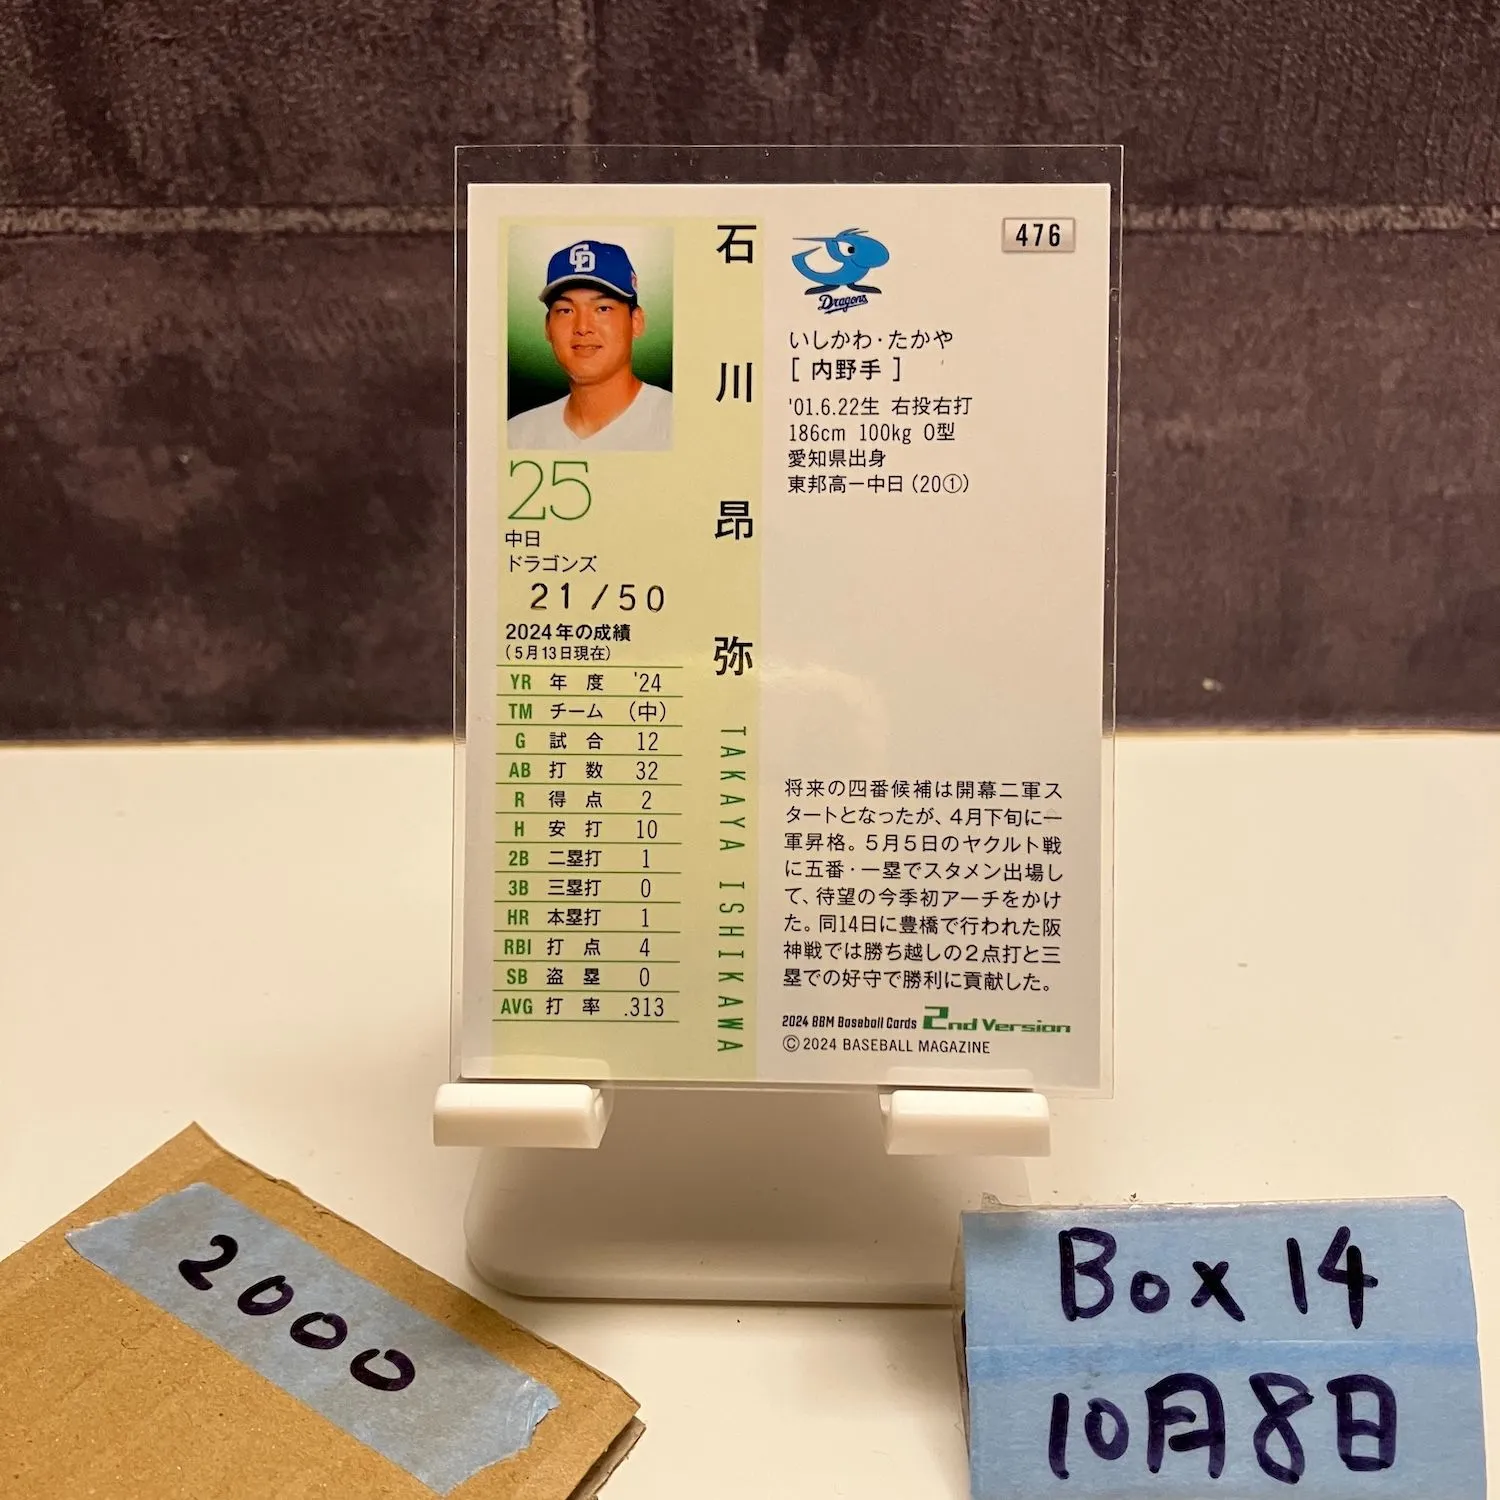 石川昂弥
TAKAYA ISHIKAWA
CD
25
中日
ドラゴンズ
21/50
2024年の成績
(5月13日現在)
YR 年度 '24
TM チーム (中)
G 試合 12
AB 打数 32
R 得点 2
H 安打 10
2B 二塁打 1
3B 三塁打 0
HR 本塁打 1
RBI 打点 4
SB 盗塁 0
AVG 打率 .313
476
Dragons
いしかわ・たかや
[内野手]
'01.6.22生 右投右打
186cm 100kg O型
愛知県出身
東邦高ー中日(20①)
将来の四番候補は開幕二軍ス
タートとなったが、4月下旬に一
軍昇格。5月5日のヤクルト戦
に五番・一塁でスタメン出場し
て、待望の今季初アーチをかけ
た。同14日に豊橋で行われた阪
神戦では勝ち越しの2点打と三
塁での好守で勝利に貢献した。
2024 BBM Baseball Cards 2nd Version
©2024 BASEBALL MAGAZINE
2000
Box 14
10月8日